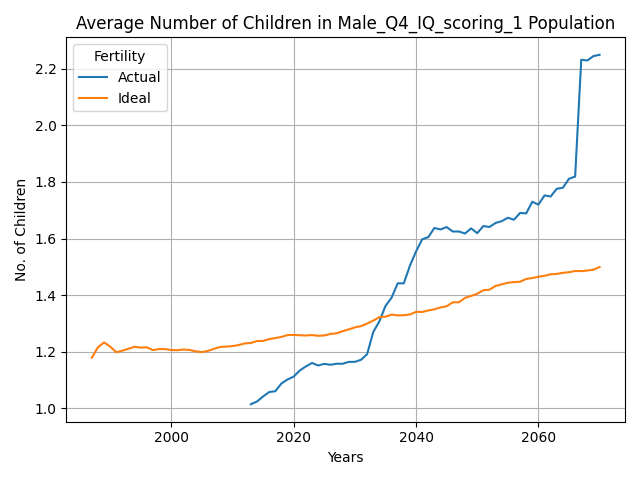 Average Number of Children in Male_Q4_IQ_scoring_1 Population
Fertility
Actual
Ideal
No. of Children
2.2
2.0
1.8
1.6
1.4
1.2
1.0
2000
2020
2040
2060
Years